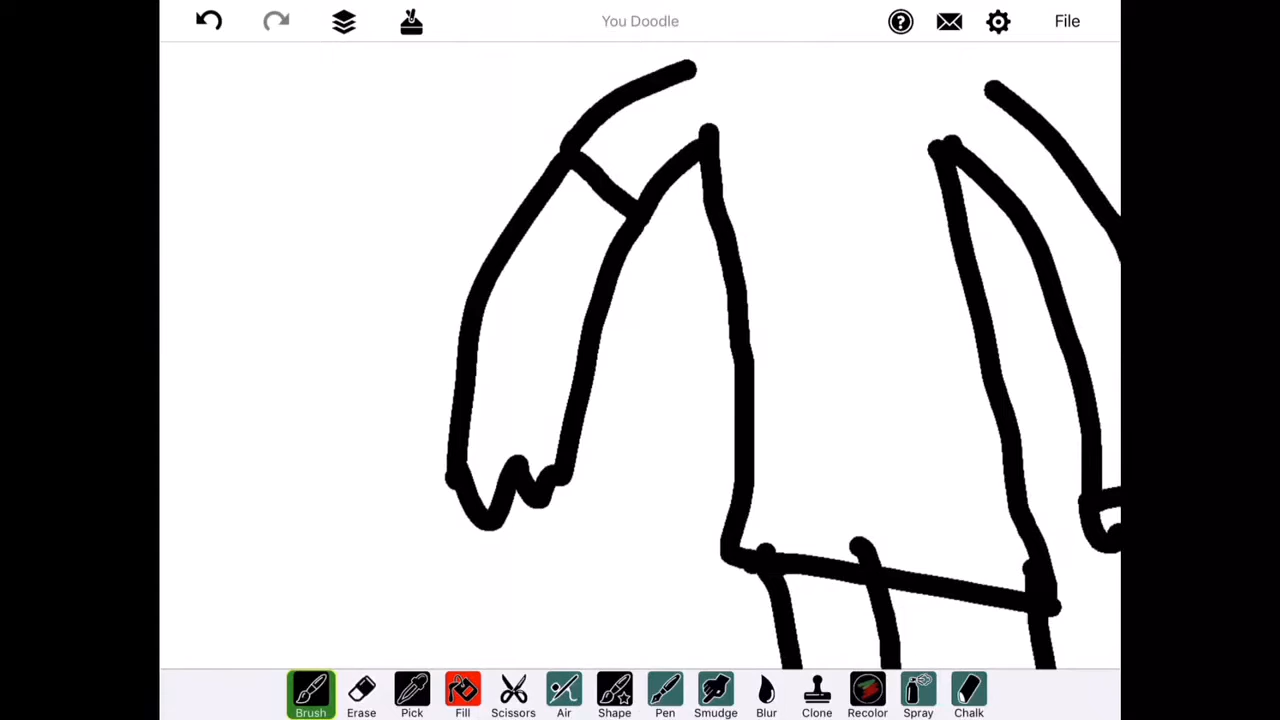 You Doodle
File
Brush Erase Pick Fill Scissors Air Shape Pen Smudge Blur Clone Recolor Spray Chalk